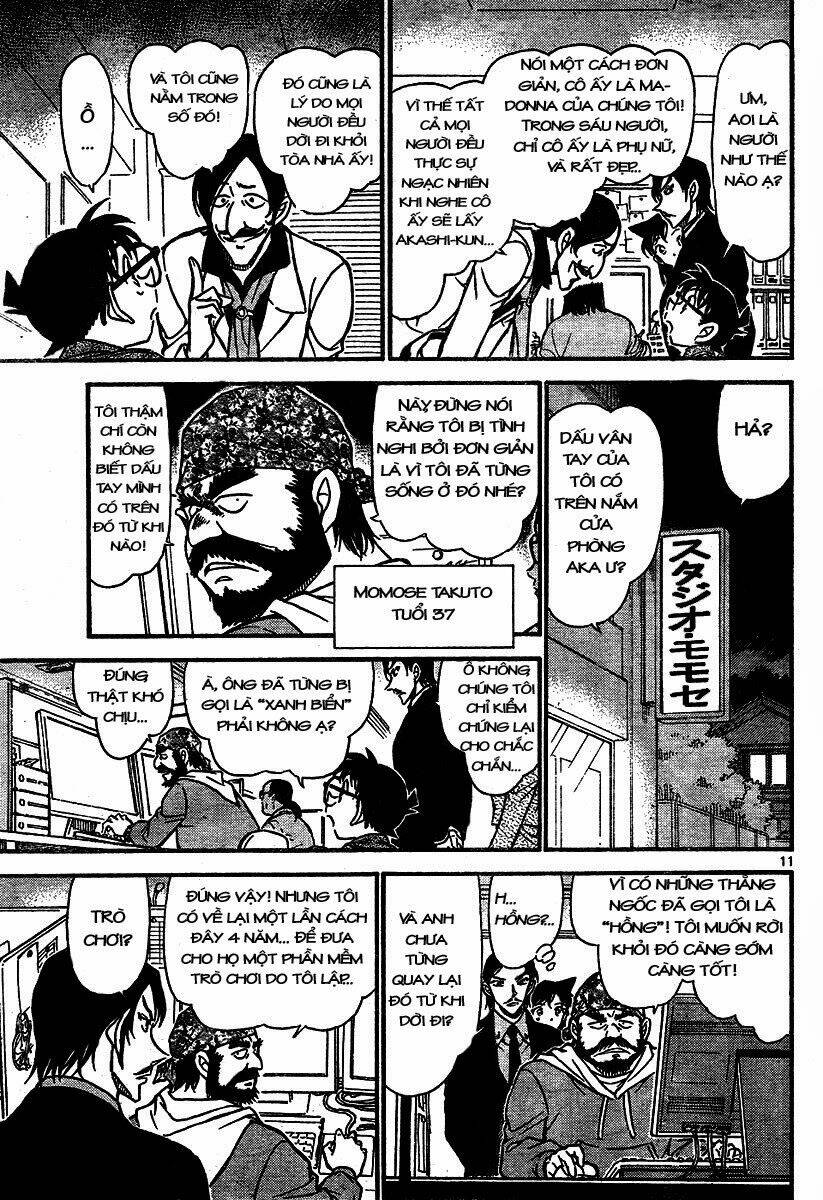 ƯM,
AOI LÀ
NGƯỜI
NHƯ THẾ
NÀO Ạ?
NÓI MỘT CÁCH ĐƠN
GIẢN, CÔ ẤY LÀ MA-
DONNA CỦA CHÚNG TÔI!
TRONG SÁU NGƯỜI,
CHỈ CÔ ẤY LÀ PHỤ NỮ,
VÀ RẤT ĐẸP...
VÌ THẾ TẤT
CẢ MỌI
NGƯỜI ĐỀU
THỰC SỰ
NGẠC NHIÊN
KHI NGHE CÔ
ẤY SẼ LẤY
AKASHI-KUN...
ĐÓ CŨNG LÀ
LÝ DO MỌI
NGƯỜI ĐỀU
DỜI ĐI KHỎI
TÒA NHÀ ẤY!
VÀ TÔI CŨNG
NẰM TRONG
SỐ ĐÓ!
Ồ
...
HẢ?
DẤU VÂN
TAY CỦA
TÔI CÓ
TRÊN NẮM
CỬA
PHÒNG
AKA Ư?
スタジオ・モモセ
NÀY, ĐỪNG NÓI
RẰNG TÔI BỊ TÌNH
NGHI BỞI ĐƠN GIẢN
LÀ VÌ TÔI ĐÃ TỪNG
SỐNG Ở ĐÓ NHÉ?
TÔI THẬM
CHÍ CÒN
KHÔNG
BIẾT DẤU
TAY MÌNH
CÓ TRÊN
ĐÓ TỪ KHI
NÀO!
MOMOSE TAKUTO
TUỔI 37
Ồ KHÔNG,
CHÚNG TÔI
CHỈ KIỂM
CHỨNG LẠI
CHO CHẮC
CHẮN...
À, ÔNG ĐÃ TỪNG BỊ
GỌI LÀ "XANH BIỂN"
PHẢI KHÔNG Ạ?
ĐÚNG,
THẬT KHÓ
CHỊU...
11
VÌ CÓ NHỮNG THẰNG
NGỐC ĐÃ GỌI TÔI LÀ
"HỒNG"! TÔI MUỐN RỜI
KHỎI ĐÓ CÀNG SỚM
CÀNG TỐT!
H...
HỒNG?...
VÀ ANH
CHƯA
TỪNG
QUAY LẠI
ĐÓ TỪ KHI
DỜI ĐI?
ĐÚNG VẬY! NHƯNG TÔI
CÓ VỀ LẠI MỘT LẦN CÁCH
ĐÂY 4 NĂM... ĐỂ ĐƯA
CHO HỌ MỘT PHẦN MỀM
TRÒ CHƠI DO TÔI LẬP...
TRÒ
CHƠI?